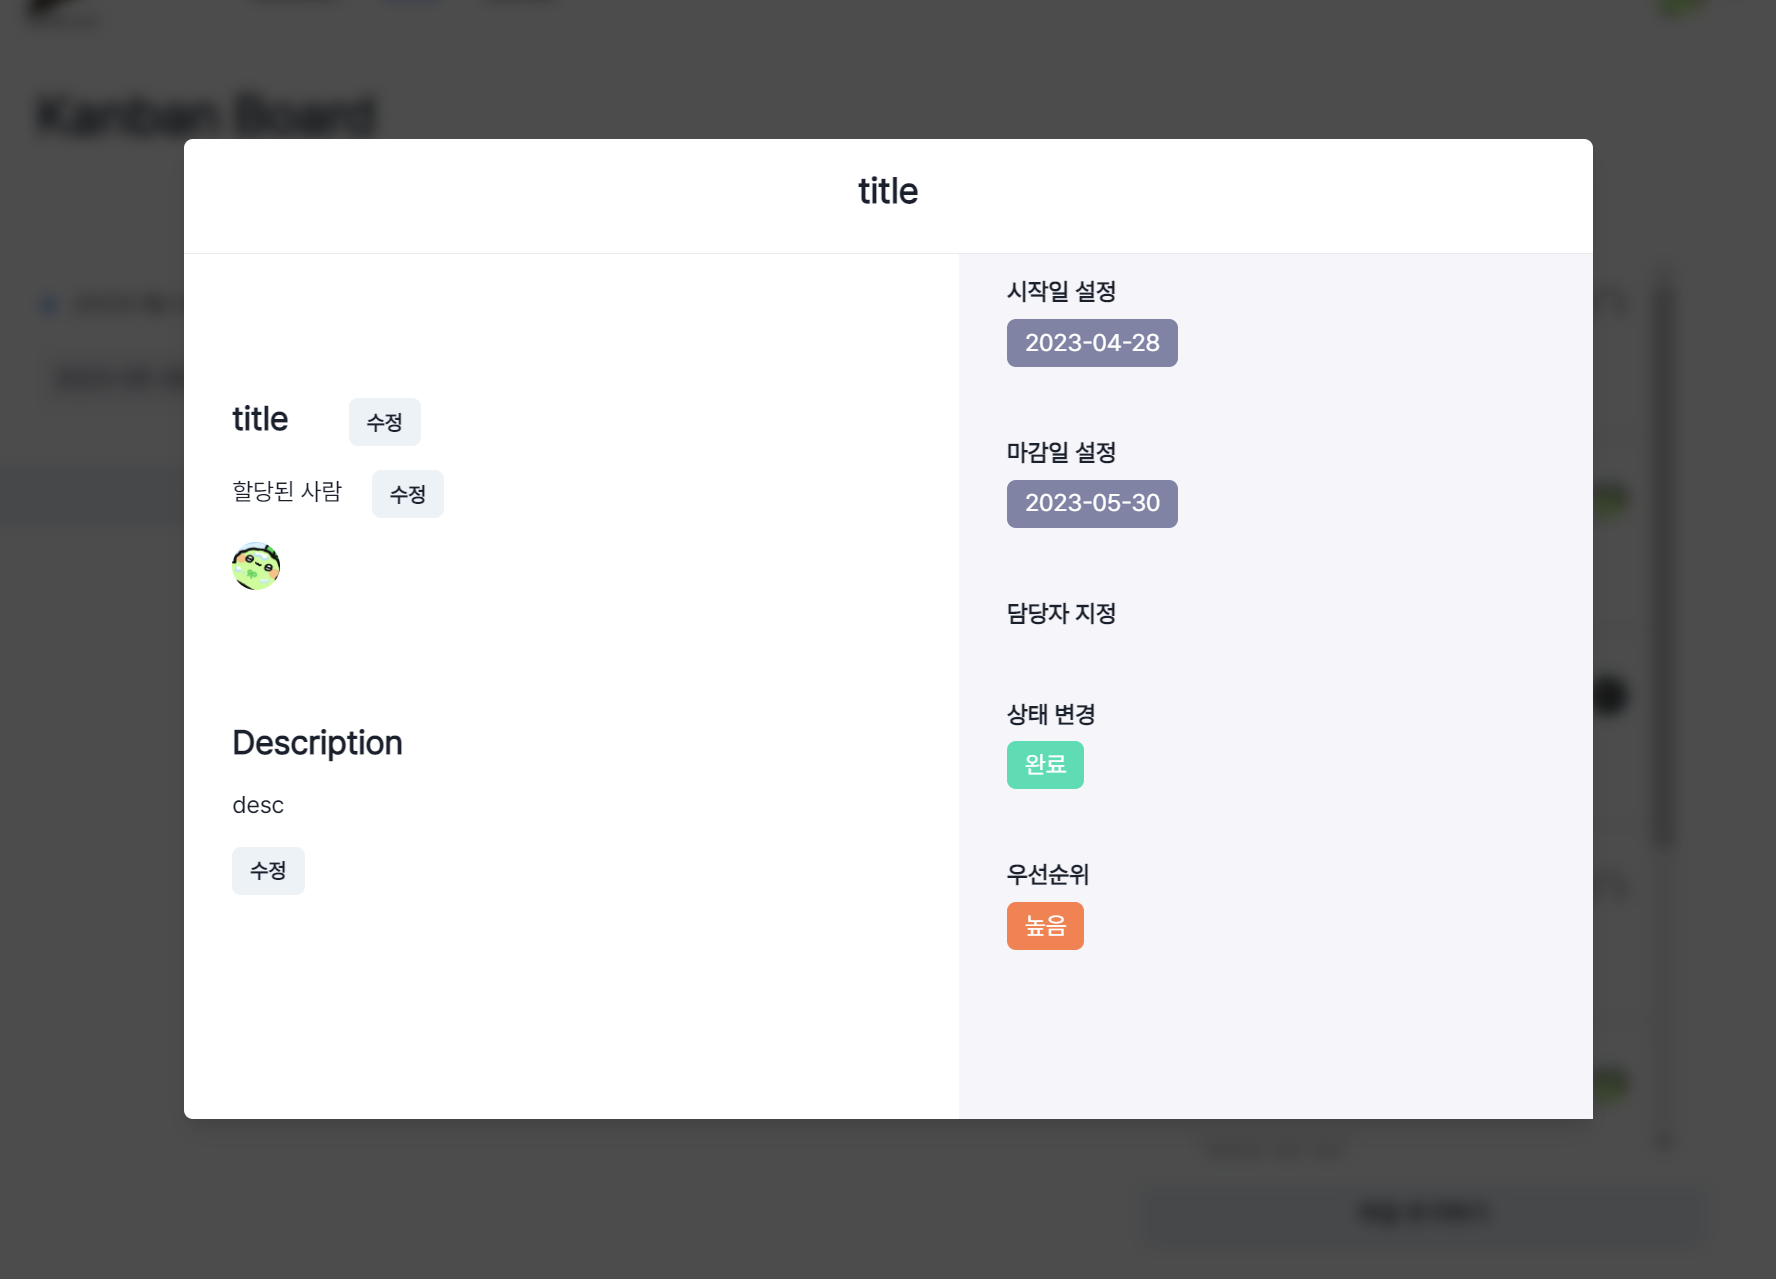 Kanban Board
title
title
수정
할당된 사람
수정
Description
desc
수정
시작일 설정
2023-04-28
마감일 설정
2023-05-30
담당자 지정
상태 변경
완료
우선순위
높음